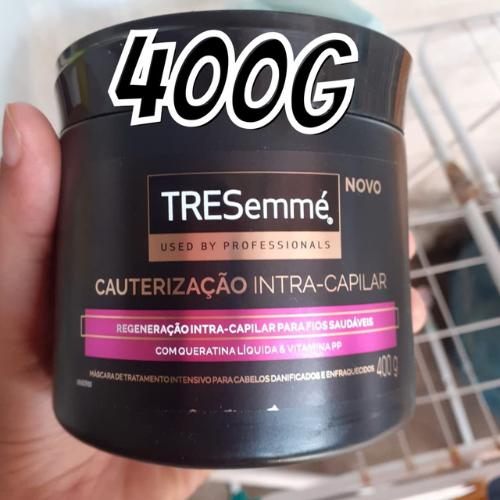 400G
NOVO
TRESemmé
USED BY PROFESSIONALS
CAUTERIZAÇÃO INTRA-CAPILAR
REGENERAÇÃO INTRA-CAPILAR PARA FIOS SAUDÁVEIS
COM QUERATINA LÍQUIDA & VITAMINA PP
MÁSCARA DE TRATAMENTO INTENSIVO PARA CABELOS DANIFICADOS E ENFRAQUECIDOS. 400 g